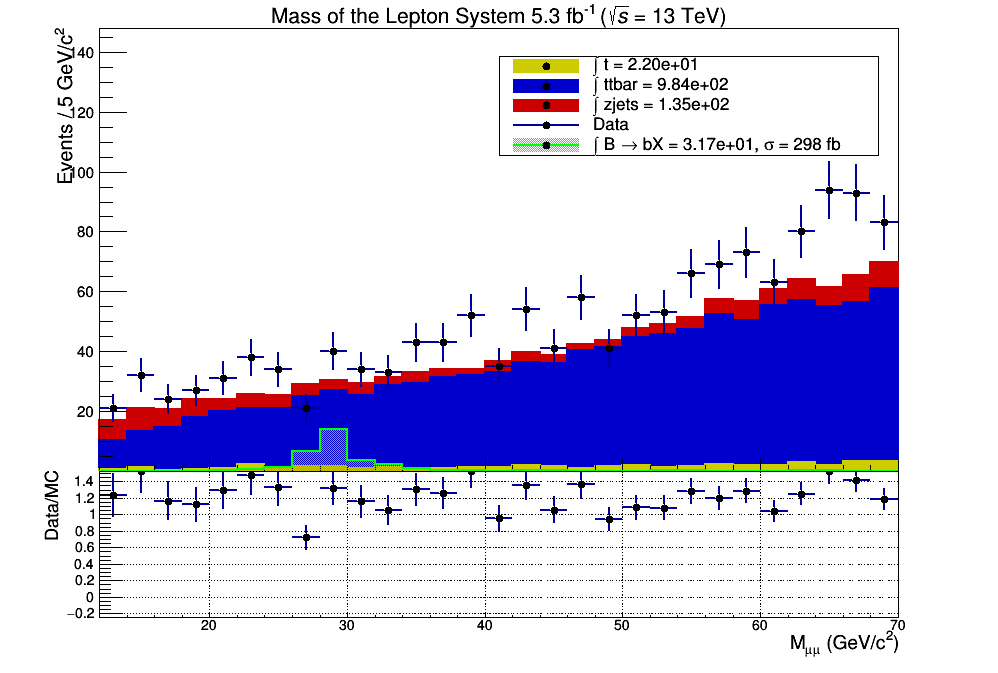 Mass of the Lepton System 5.3 fb⁻¹ (√s = 13 TeV)
Events / .5 GeV/c²
140
120
100
80
60
40
20
∫ t = 2.20e+01
∫ ttbar = 9.84e+02
∫ zjets = 1.35e+02
Data
∫ B → bX = 3.17e+01, σ = 298 fb
Data/MC
1.4
1.2
1
0.8
0.6
0.4
0.2
0
−0.2
20 30 40 50 60 70
M_μμ (GeV/c²)